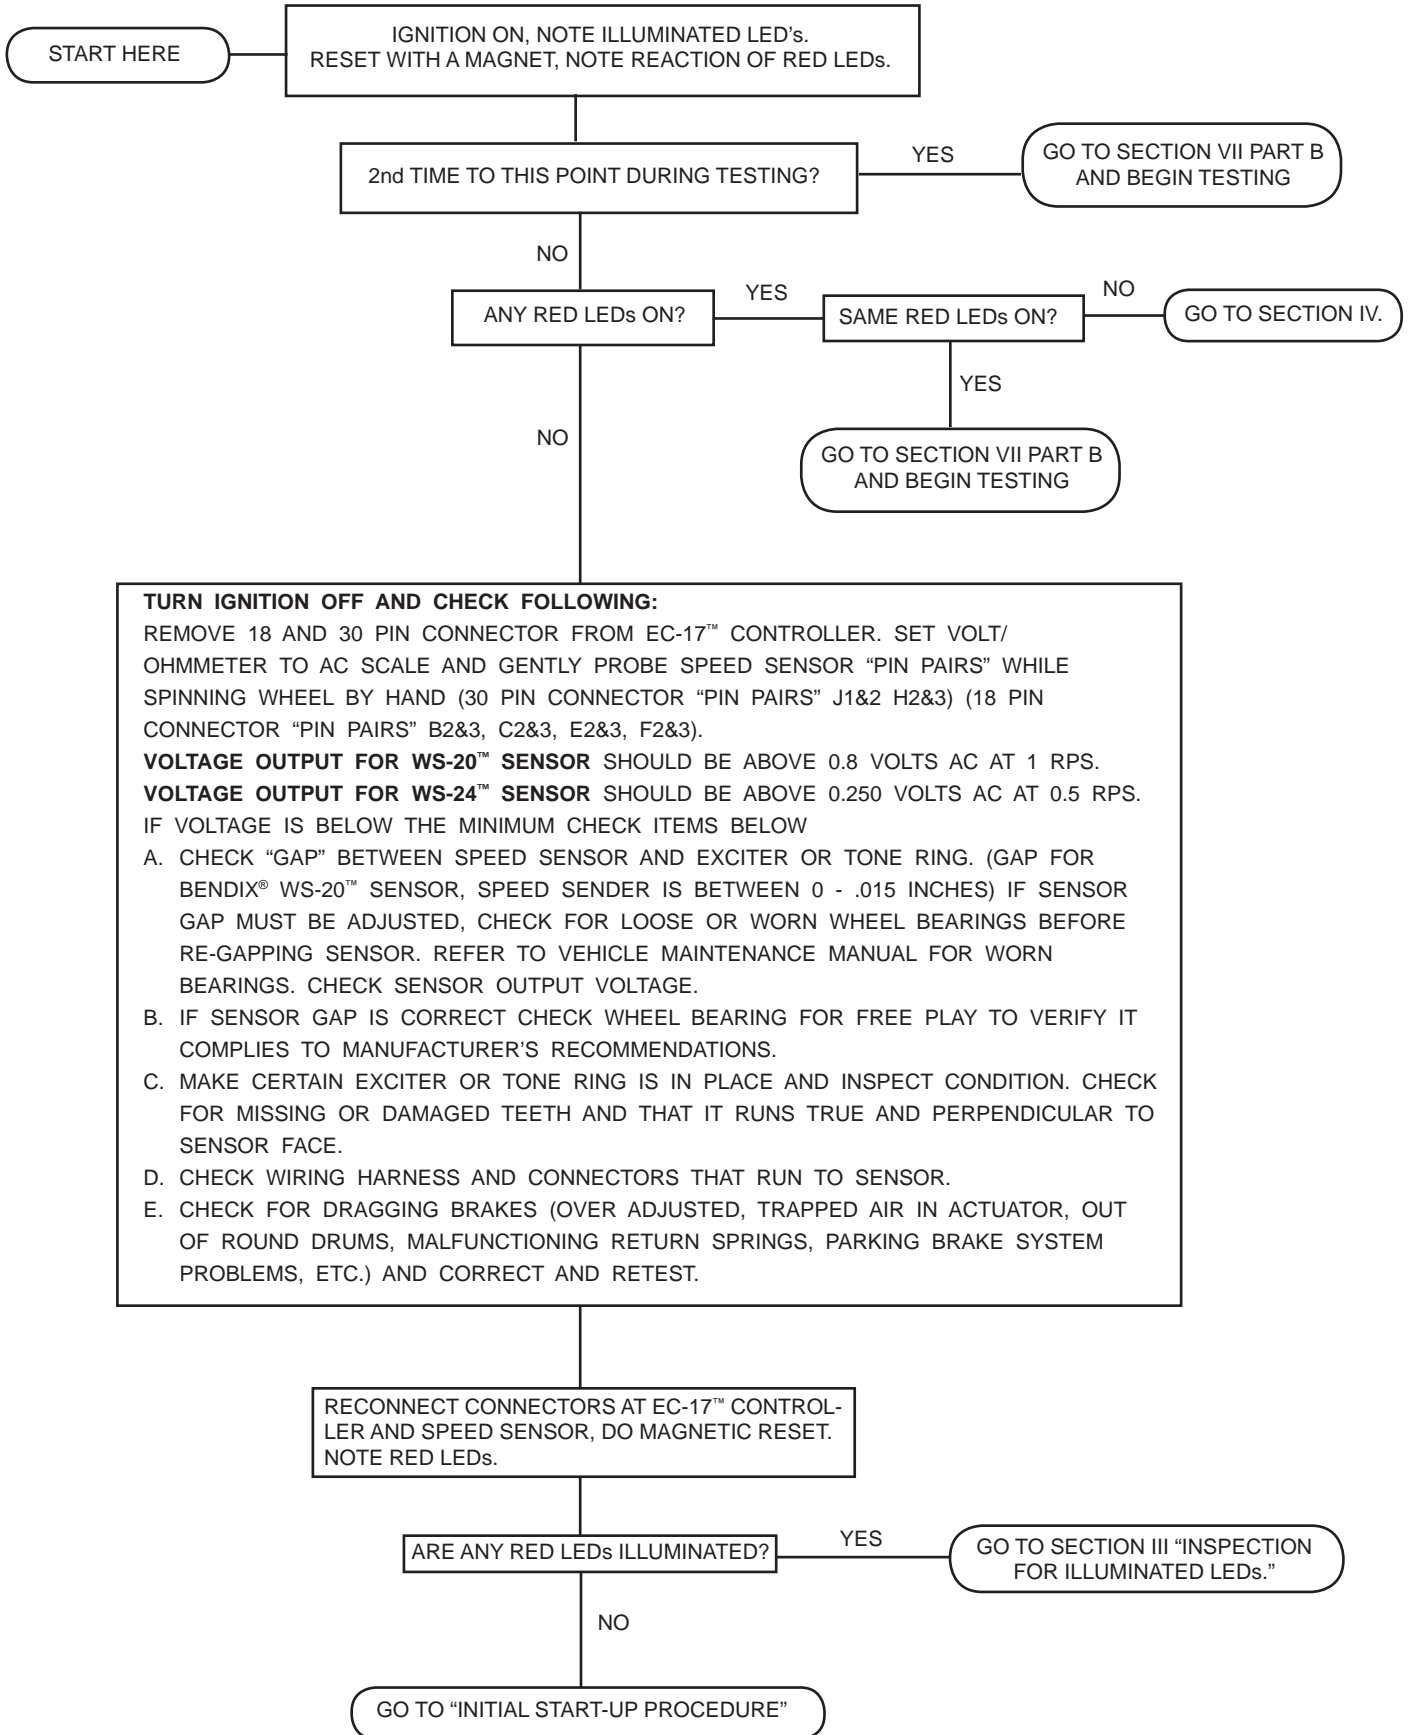 START HERE
IGNITION ON, NOTE ILLUMINATED LED's.
RESET WITH A MAGNET, NOTE REACTION OF RED LEDs.
2nd TIME TO THIS POINT DURING TESTING?
YES
GO TO SECTION VII PART B
AND BEGIN TESTING
NO
ANY RED LEDs ON?
YES
SAME RED LEDs ON?
NO
GO TO SECTION IV.
YES
GO TO SECTION VII PART B
AND BEGIN TESTING
NO
TURN IGNITION OFF AND CHECK FOLLOWING:
REMOVE 18 AND 30 PIN CONNECTOR FROM EC-17™ CONTROLLER. SET VOLT/
OHMMETER TO AC SCALE AND GENTLY PROBE SPEED SENSOR “PIN PAIRS” WHILE
SPINNING WHEEL BY HAND (30 PIN CONNECTOR “PIN PAIRS” J1&2 H2&3) (18 PIN
CONNECTOR “PIN PAIRS” B2&3, C2&3, E2&3, F2&3).
VOLTAGE OUTPUT FOR WS-20™ SENSOR SHOULD BE ABOVE 0.8 VOLTS AC AT 1 RPS.
VOLTAGE OUTPUT FOR WS-24™ SENSOR SHOULD BE ABOVE 0.250 VOLTS AC AT 0.5 RPS.
IF VOLTAGE IS BELOW THE MINIMUM CHECK ITEMS BELOW
A. CHECK “GAP” BETWEEN SPEED SENSOR AND EXCITER OR TONE RING. (GAP FOR
BENDIX® WS-20™ SENSOR, SPEED SENDER IS BETWEEN 0 - .015 INCHES) IF SENSOR
GAP MUST BE ADJUSTED, CHECK FOR LOOSE OR WORN WHEEL BEARINGS BEFORE
RE-GAPPING SENSOR. REFER TO VEHICLE MAINTENANCE MANUAL FOR WORN
BEARINGS. CHECK SENSOR OUTPUT VOLTAGE.
B. IF SENSOR GAP IS CORRECT CHECK WHEEL BEARING FOR FREE PLAY TO VERIFY IT
COMPLIES TO MANUFACTURER’S RECOMMENDATIONS.
C. MAKE CERTAIN EXCITER OR TONE RING IS IN PLACE AND INSPECT CONDITION. CHECK
FOR MISSING OR DAMAGED TEETH AND THAT IT RUNS TRUE AND PERPENDICULAR TO
SENSOR FACE.
D. CHECK WIRING HARNESS AND CONNECTORS THAT RUN TO SENSOR.
E. CHECK FOR DRAGGING BRAKES (OVER ADJUSTED, TRAPPED AIR IN ACTUATOR, OUT
OF ROUND DRUMS, MALFUNCTIONING RETURN SPRINGS, PARKING BRAKE SYSTEM
PROBLEMS, ETC.) AND CORRECT AND RETEST.
RECONNECT CONNECTORS AT EC-17™ CONTROL-
LER AND SPEED SENSOR, DO MAGNETIC RESET.
NOTE RED LEDs.
ARE ANY RED LEDs ILLUMINATED?
YES
GO TO SECTION III “INSPECTION
FOR ILLUMINATED LEDs.”
NO
GO TO “INITIAL START-UP PROCEDURE”